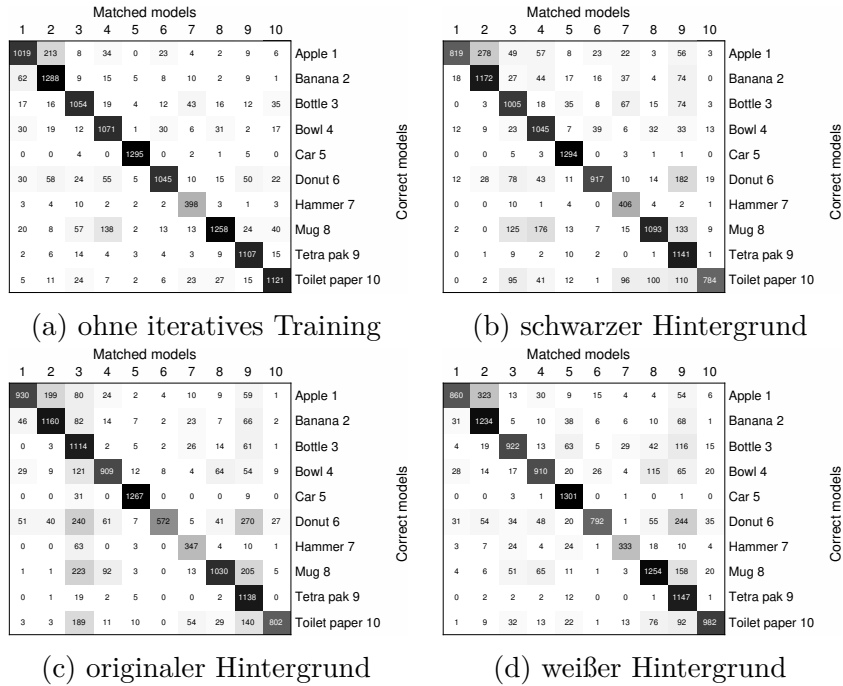 Matched models
1 2 3 4 5 6 7 8 9 10
1019 213 8 34 0 23 4 2 9 6 Apple 1
62 1288 9 15 5 8 10 2 9 1 Banana 2
17 16 1054 19 4 12 43 16 12 35 Bottle 3
30 19 12 1071 1 30 6 31 2 17 Bowl 4
0 0 4 0 1295 0 2 1 5 0 Car 5
30 58 24 55 5 1045 10 15 50 22 Donut 6
3 4 10 2 2 2 398 3 1 3 Hammer 7
20 8 57 138 2 13 13 1258 24 40 Mug 8
2 6 14 4 3 4 3 9 1107 15 Tetra pak 9
5 11 24 7 2 6 23 27 15 1121 Toilet paper 10
Correct models
(a) ohne iteratives Training
Matched models
1 2 3 4 5 6 7 8 9 10
819 278 49 57 8 23 22 3 56 3 Apple 1
18 1172 27 44 17 16 37 4 74 0 Banana 2
0 3 1005 18 35 8 67 15 74 3 Bottle 3
12 9 23 1045 7 39 6 32 33 13 Bowl 4
0 0 5 3 1294 0 3 1 1 0 Car 5
12 28 78 43 11 917 10 14 182 19 Donut 6
0 0 10 1 4 0 406 4 2 1 Hammer 7
2 0 125 176 13 7 15 1093 133 9 Mug 8
0 1 9 2 10 2 0 1 1141 1 Tetra pak 9
0 2 95 41 12 1 96 100 110 784 Toilet paper 10
Correct models
(b) schwarzer Hintergrund
Matched models
1 2 3 4 5 6 7 8 9 10
930 199 80 24 2 4 10 9 59 1 Apple 1
46 1160 82 14 7 2 23 7 66 2 Banana 2
0 3 1114 2 5 2 26 14 61 1 Bottle 3
29 9 121 909 12 8 4 64 54 9 Bowl 4
0 0 31 0 1267 0 0 0 9 0 Car 5
51 40 240 61 7 572 5 41 270 27 Donut 6
0 0 63 0 3 0 347 4 10 1 Hammer 7
1 1 223 92 3 0 10 1030 205 5 Mug 8
0 1 19 2 5 0 0 2 1138 0 Tetra pak 9
3 3 189 11 10 0 54 29 140 802 Toilet paper 10
Correct models
(c) originaler Hintergrund
Matched models
1 2 3 4 5 6 7 8 9 10
860 323 13 30 9 15 4 4 54 6 Apple 1
31 1234 5 10 38 6 6 10 68 1 Banana 2
4 19 922 13 63 5 29 42 116 15 Bottle 3
28 14 17 910 20 26 4 115 65 20 Bowl 4
0 0 3 1 1301 0 1 0 1 0 Car 5
31 54 34 48 20 792 1 55 244 35 Donut 6
3 7 24 4 24 1 333 18 10 4 Hammer 7
4 6 51 65 11 1 3 1254 158 20 Mug 8
0 2 2 2 12 0 0 1 1147 1 Tetra pak 9
1 9 32 13 22 1 13 76 92 982 Toilet paper 10
Correct models
(d) weißer Hintergrund